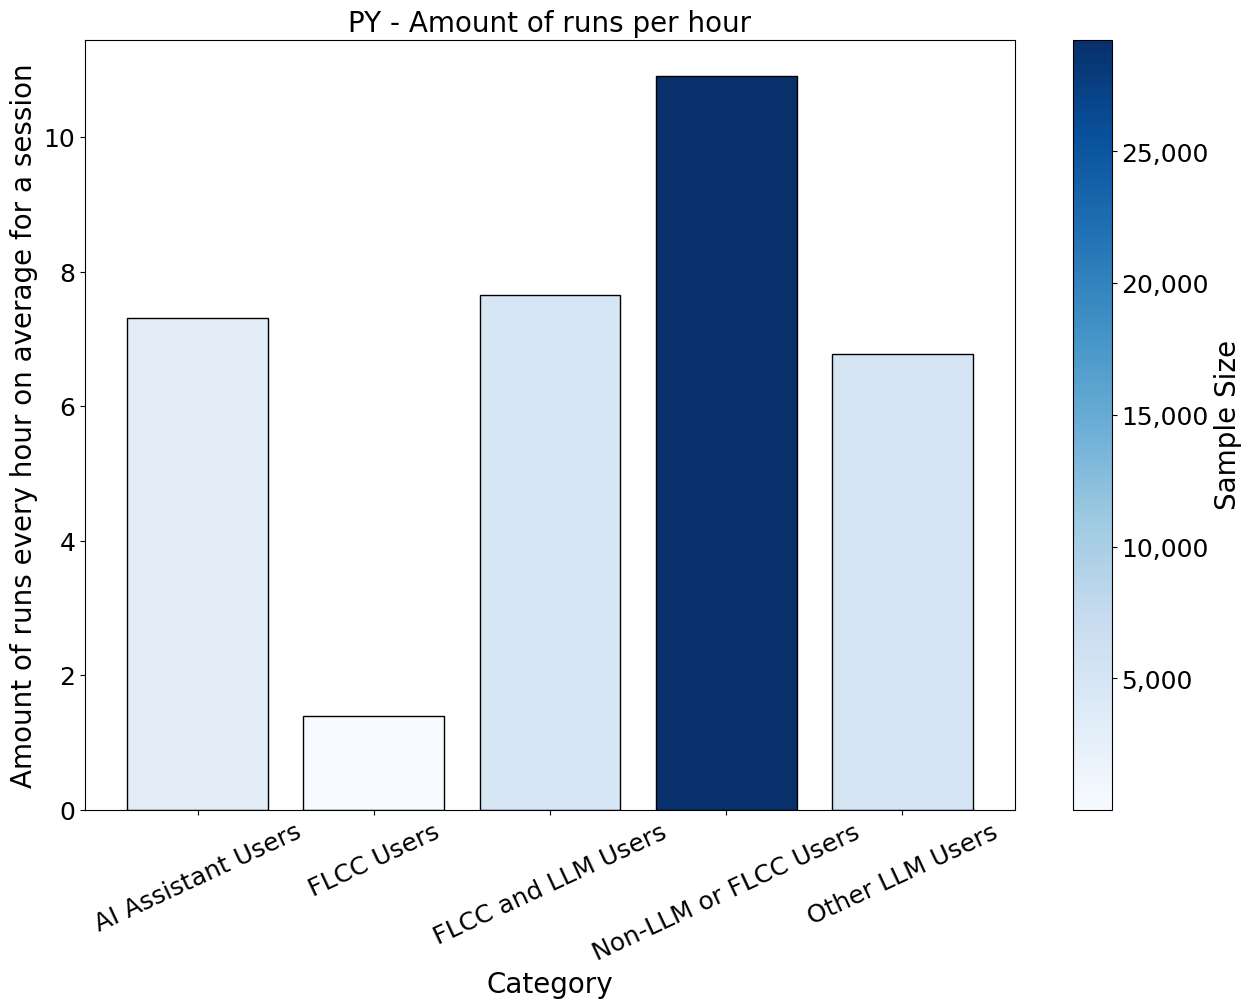 PY - Amount of runs per hour
Amount of runs every hour on average for a session
10
8
6
4
2
0
AI Assistant Users
FLCC Users
FLCC and LLM Users
Non-LLM or FLCC Users
Other LLM Users
Category
25,000
20,000
15,000
10,000
5,000
Sample Size